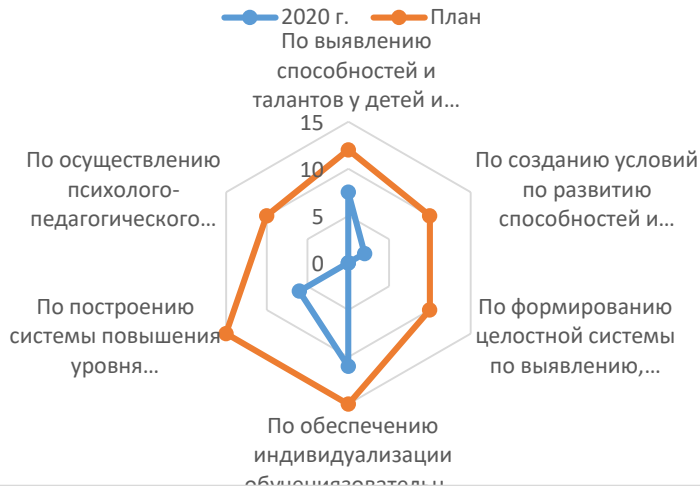 2020 г. План
По выявлению
способностей и
талантов у детей и…
15
10
5
0
По созданию условий
по развитию
способностей и…
По формированию
целостной системы
по выявлению,…
По обеспечению
индивидуализации
обучениязовательн…
По построению
системы повышения
уровня…
По осуществлению
психолого-
педагогического…